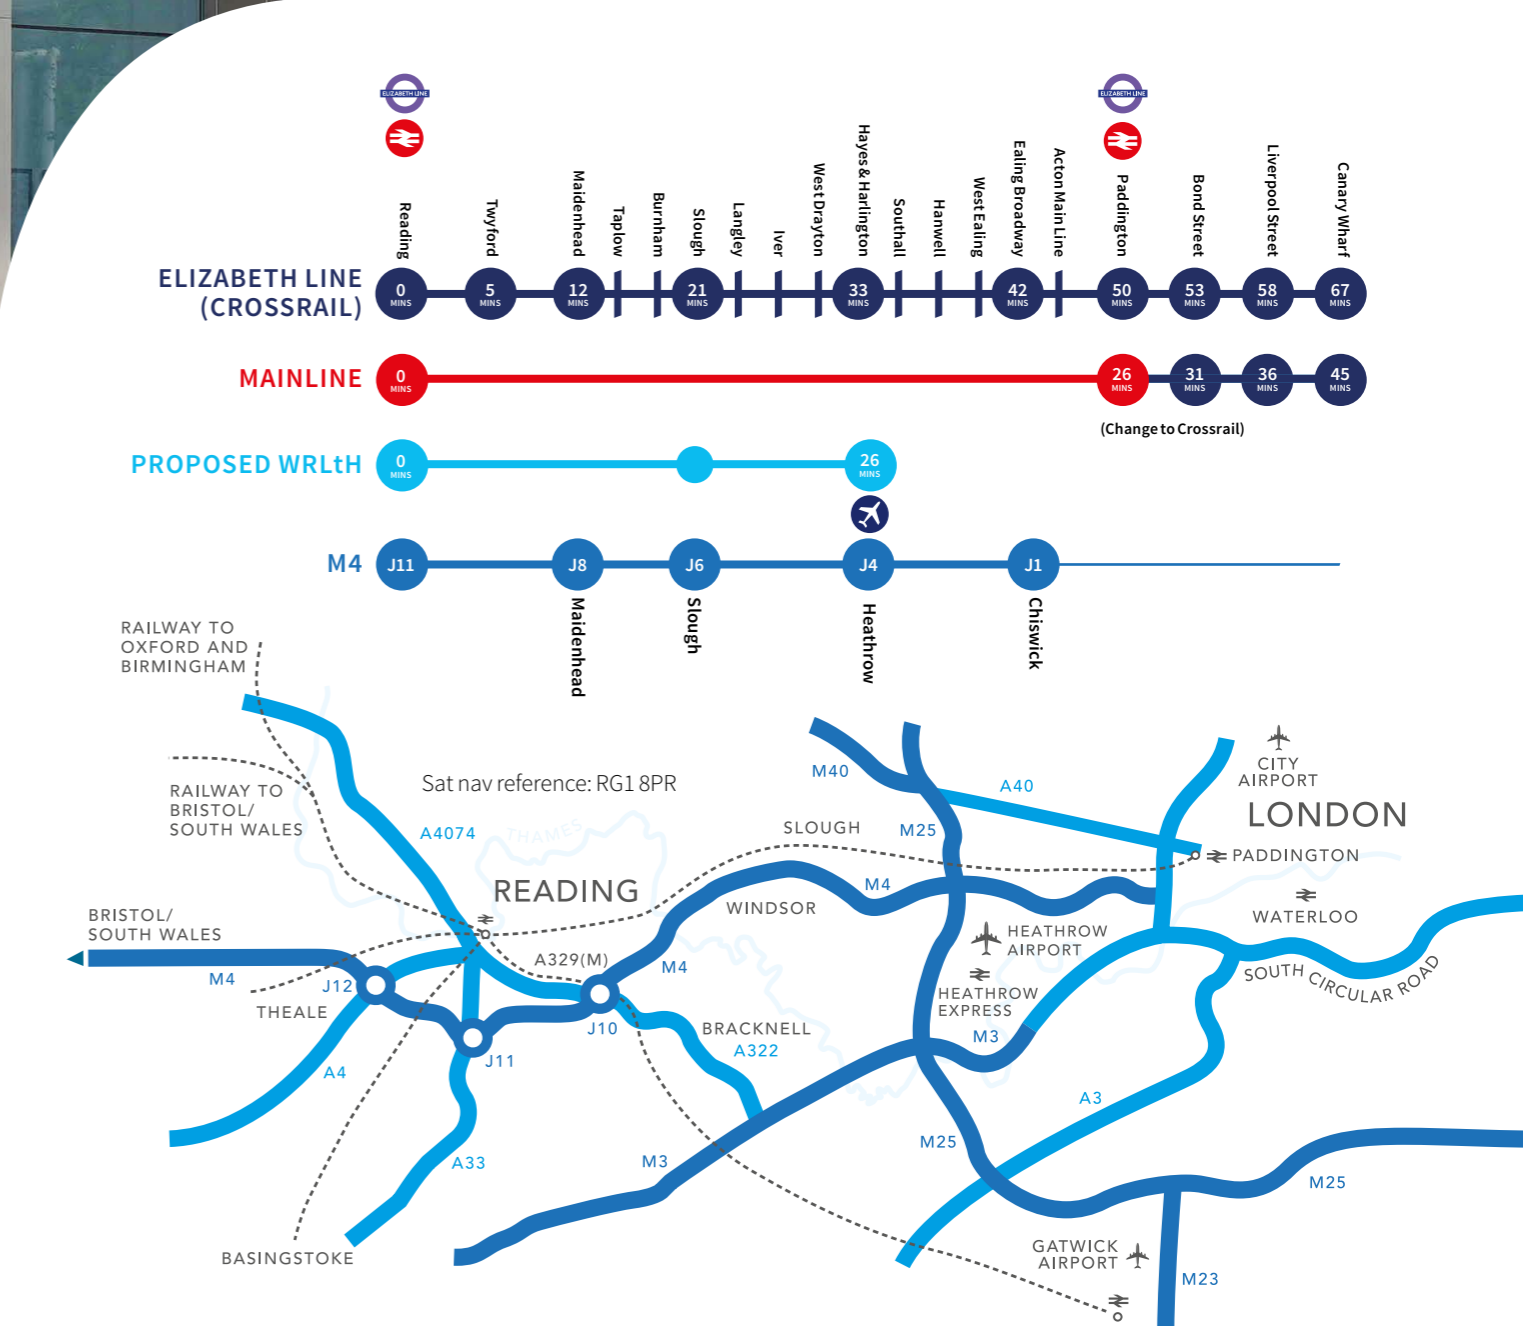 ELIZABETH LINE
ELIZABETH LINE
Reading
Twyford
Maidenhead
Taplow
Burnham
Slough
Langley
Iver
West Drayton
Hayes & Harlington
Southall
Hanwell
West Ealing
Ealing Broadway
Acton Main Line
Paddington
Bond Street
Liverpool Street
Canary Wharf
ELIZABETH LINE
(CROSSRAIL)
0 MINS
5 MINS
12 MINS
21 MINS
33 MINS
42 MINS
50 MINS
53 MINS
58 MINS
67 MINS
MAINLINE
0 MINS
26 MINS
31 MINS
36 MINS
45 MINS
(Change to Crossrail)
PROPOSED WRLtH
0 MINS
26 MINS
M4
J11
J8
J6
J4
J1
Maidenhead
Slough
Heathrow
Chiswick
RAILWAY TO
OXFORD AND
BIRMINGHAM
RAILWAY TO
BRISTOL/
SOUTH WALES
Sat nav reference: RG1 8PR
A4074
THAMES
READING
SLOUGH
M40
M25
A40
CITY
AIRPORT
LONDON
PADDINGTON
WATERLOO
M4
WINDSOR
HEATHROW
AIRPORT
HEATHROW
EXPRESS
SOUTH CIRCULAR ROAD
BRISTOL/
SOUTH WALES
M4
J12
THEALE
A329(M)
M4
J10
J11
BRACKNELL
A322
M3
A4
A33
A3
M3
M25
M25
BASINGSTOKE
GATWICK
AIRPORT
M23